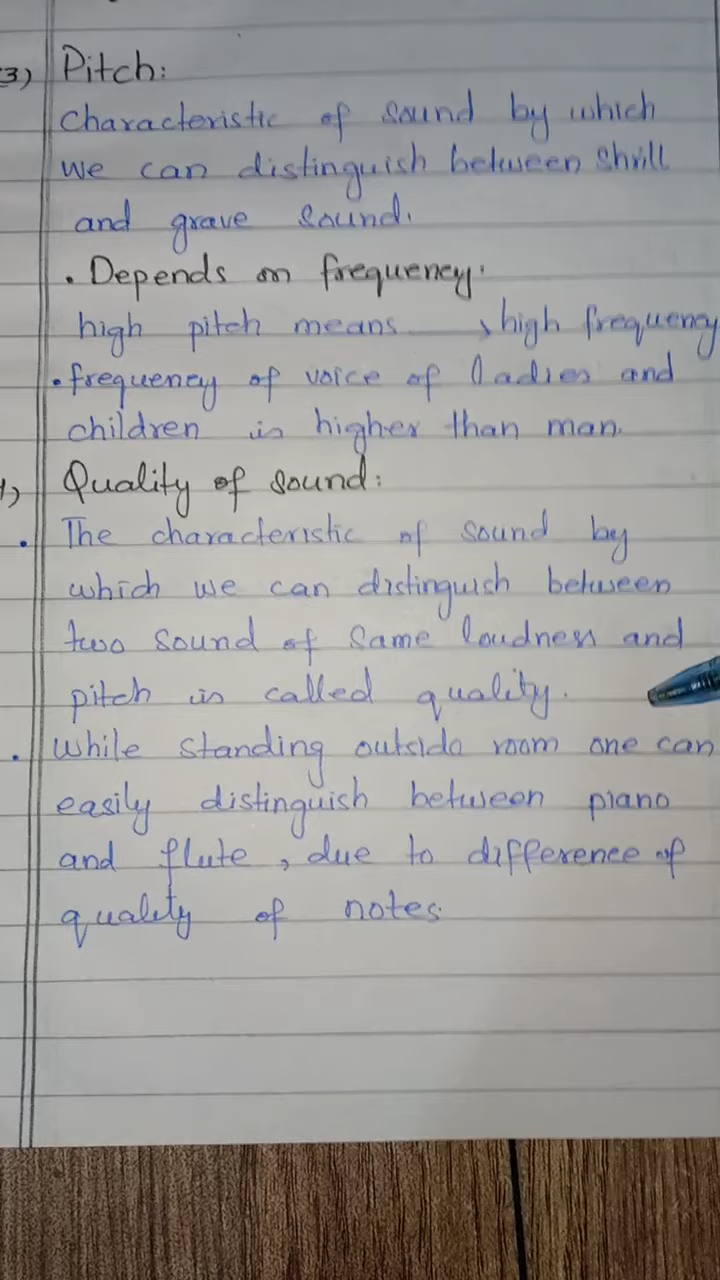 3) Pitch:
Characteristic of sound by which
we can distinguish between shrill
and grave sound.
. Depends on frequency.
high pitch means high frequency
. frequency of voice of ladies and
children is higher than man.
Quality of sound:
. The characteristic of sound by
which we can distinguish between
two sound of same loudness and
pitch is called quality.
. While standing outside room one can
easily distinguish between piano
and flute, due to difference of
quality of notes.